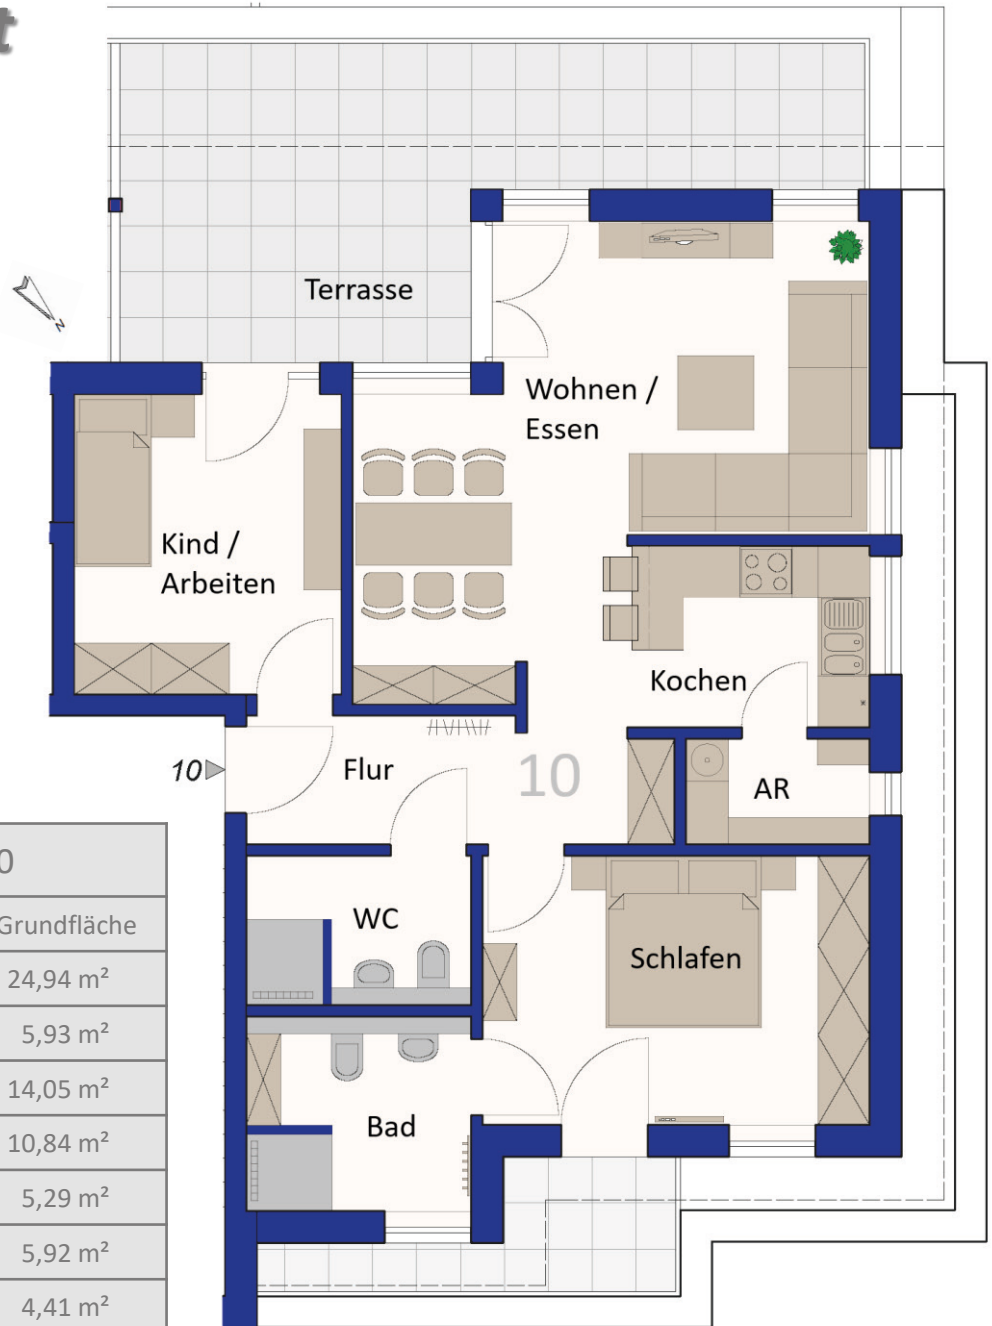 t
Terrasse
N
Wohnen /
Essen
Kind /
Arbeiten
Kochen
10
Flur
10
AR
WC
Schlafen
Bad
0
Grundfläche
24,94 m²
5,93 m²
14,05 m²
10,84 m²
5,29 m²
5,92 m²
4,41 m²